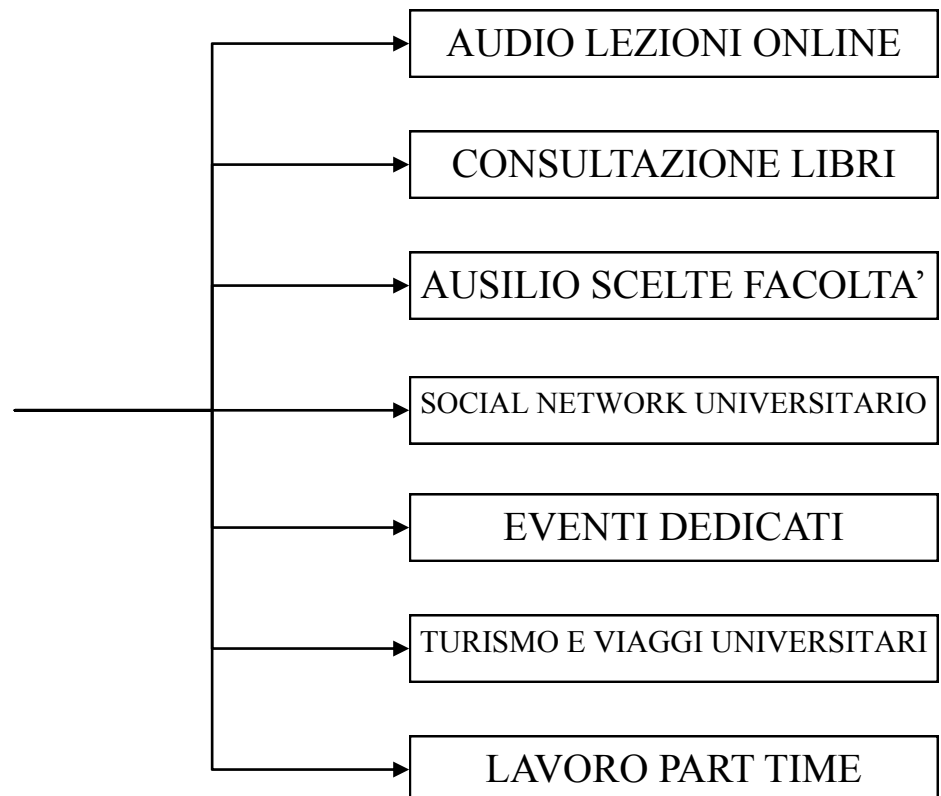 AUDIO LEZIONI ONLINE
CONSULTAZIONE LIBRI
AUSILIO SCELTE FACOLTA’
SOCIAL NETWORK UNIVERSITARIO
EVENTI DEDICATI
TURISMO E VIAGGI UNIVERSITARI
LAVORO PART TIME